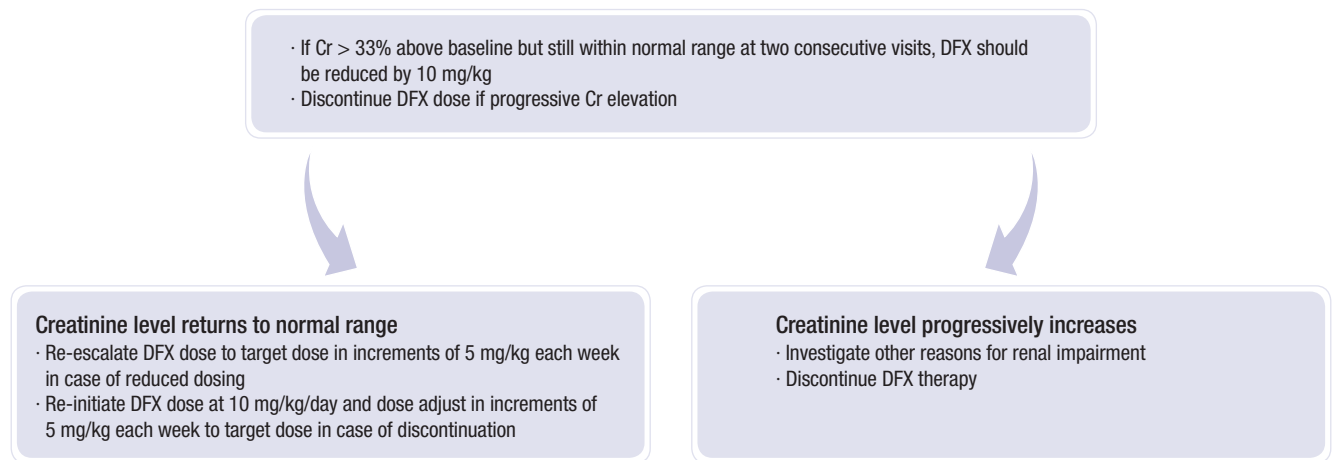 · If Cr > 33% above baseline but still within normal range at two consecutive visits, DFX should
be reduced by 10 mg/kg
· Discontinue DFX dose if progressive Cr elevation
Creatinine level returns to normal range
· Re-escalate DFX dose to target dose in increments of 5 mg/kg each week
in case of reduced dosing
· Re-initiate DFX dose at 10 mg/kg/day and dose adjust in increments of
5 mg/kg each week to target dose in case of discontinuation
Creatinine level progressively increases
· Investigate other reasons for renal impairment
· Discontinue DFX therapy